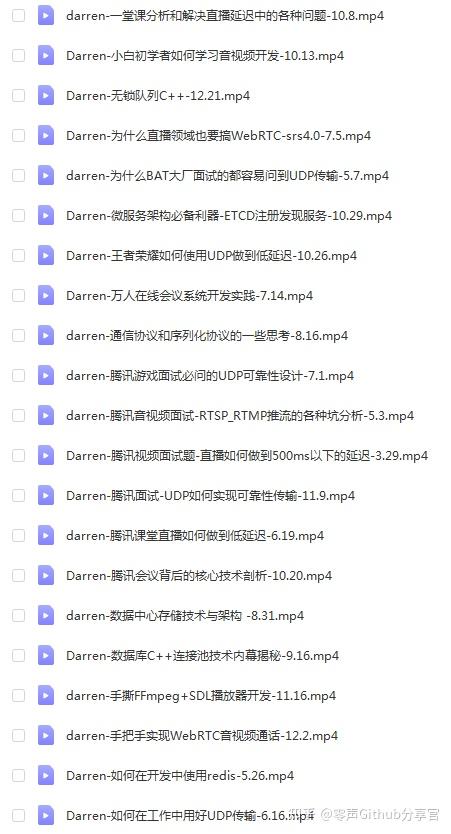 darren-一堂课分析和解决直播延迟中的各种问题-10.8.mp4
Darren-小白初学者如何学习音视频开发-10.13.mp4
Darren-无锁队列C++-12.21.mp4
Darren-为什么直播领域也要搞WebRTC-srs4.0-7.5.mp4
darren-为什么BAT大厂面试的都容易问到UDP传输-5.7.mp4
Darren-微服务架构必备利器-ETCD注册发现服务-10.29.mp4
Darren-王者荣耀如何使用UDP做到低延迟-10.26.mp4
Darren-万人在线会议系统开发实践-7.14.mp4
darren-通信协议和序列化协议的一些思考-8.16.mp4
darren-腾讯游戏面试必问的UDP可靠性设计-7.1.mp4
darren-腾讯音视频面试-RTSP_RTMP推流的各种坑分析-5.3.mp4
Darren-腾讯视频面试题-直播如何做到500ms以下的延迟-3.29.mp4
Darren-腾讯面试-UDP如何实现可靠性传输-11.9.mp4
darren-腾讯课堂直播如何做到低延迟-6.19.mp4
Darren-腾讯会议背后的核心技术剖析-10.20.mp4
darren-数据中心存储技术与架构 -8.31.mp4
Darren-数据库C++连接池技术内幕揭秘-9.16.mp4
darren-手撕FFmpeg+SDL播放器开发-11.16.mp4
Darren-手把手实现WebRTC音视频通话-12.2.mp4
Darren-如何在开发中使用redis-5.26.mp4
Darren-如何在工作中用好UDP传输-6.16.mp4
知乎 @零声Github分享官